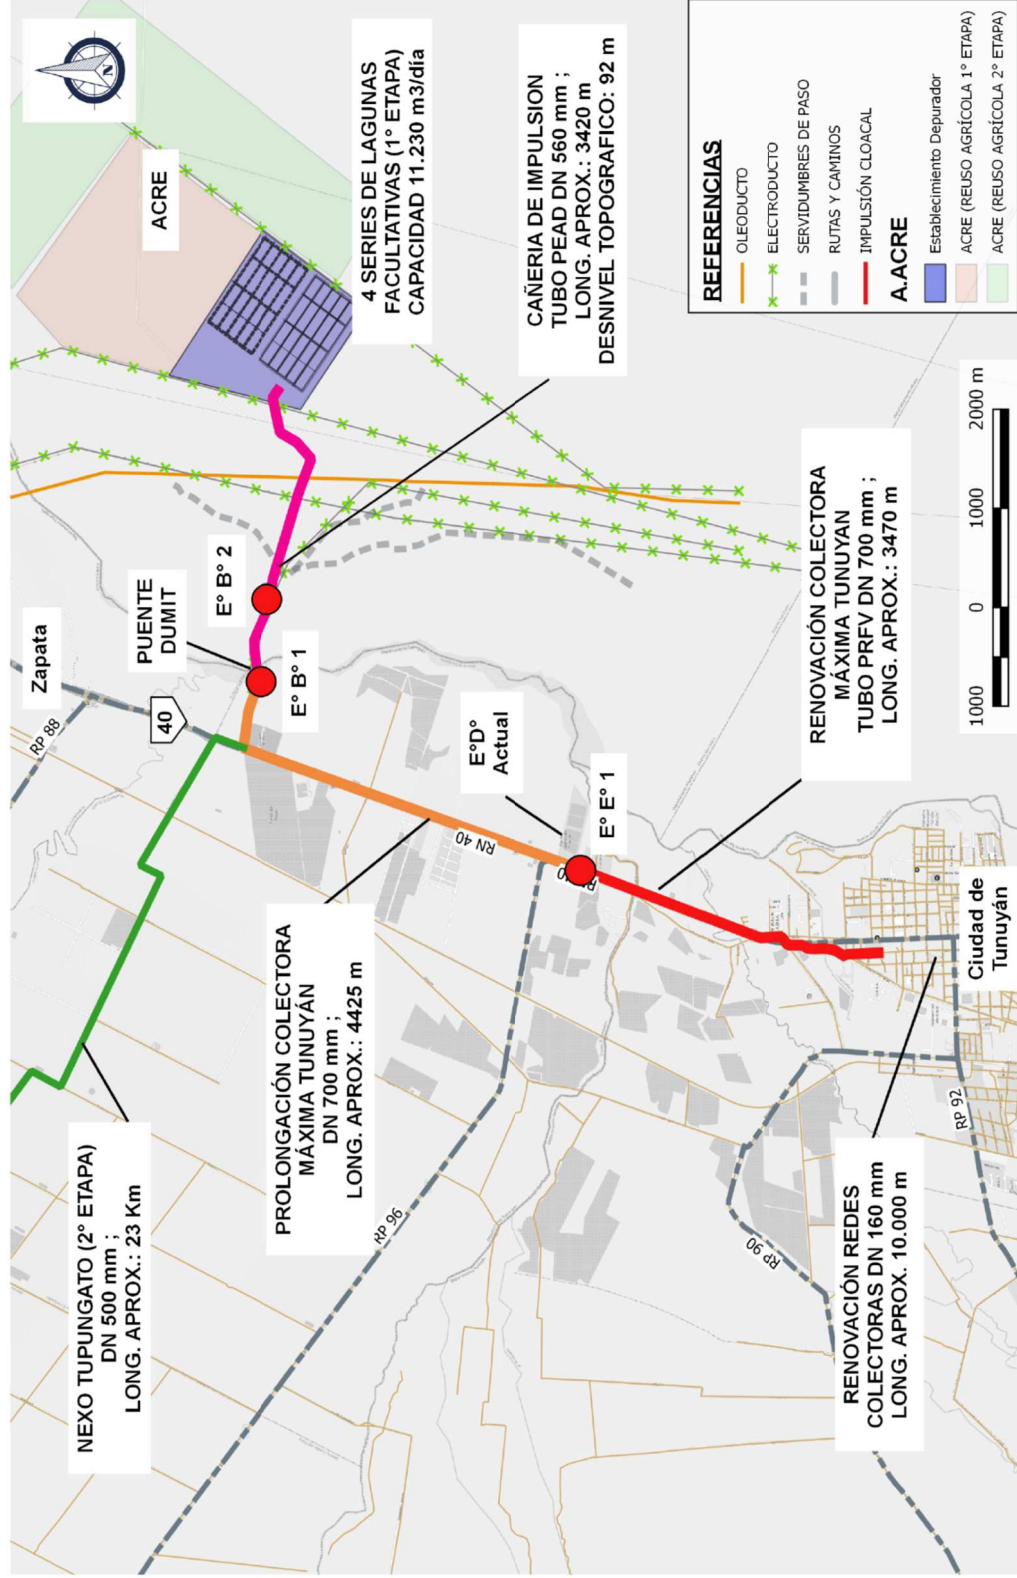 NEXO TUPUNGATO (2° ETAPA)
DN 500 mm ;
LONG. APROX.: 23 Km
RP 88
Zapata
40
PUENTE
DUMIT
E° B° 1
E° B° 2
ACRE
N
4 SERIES DE LAGUNAS
FACULTATIVAS (1° ETAPA)
CAPACIDAD 11.230 m3/día
PROLONGACIÓN COLECTORA
MÁXIMA TUNUYÁN
DN 700 mm ;
LONG. APROX.: 4425 m
RP 96
RN 40
E°D°
Actual
E° E° 1
CAÑERIA DE IMPULSION
TUBO PEAD DN 560 mm ;
LONG. APROX.: 3420 m
DESNIVEL TOPOGRAFICO: 92 m
RENOVACIÓN COLECTORA
MÁXIMA TUNUYAN
TUBO PRFV DN 700 mm ;
LONG. APROX.: 3470 m
RP 90
RP 92
RENOVACIÓN REDES
COLECTORAS DN 160 mm
LONG. APROX. 10.000 m
Ciudad de
Tunuyán
1000 0 1000 2000 m
REFERENCIAS
OLEODUCTO
ELECTRODUCTO
SERVIDUMBRES DE PASO
RUTAS Y CAMINOS
IMPULSIÓN CLOACAL
A.ACRE
Establecimiento Depurador
ACRE (REUSO AGRÍCOLA 1° ETAPA)
ACRE (REUSO AGRÍCOLA 2° ETAPA)